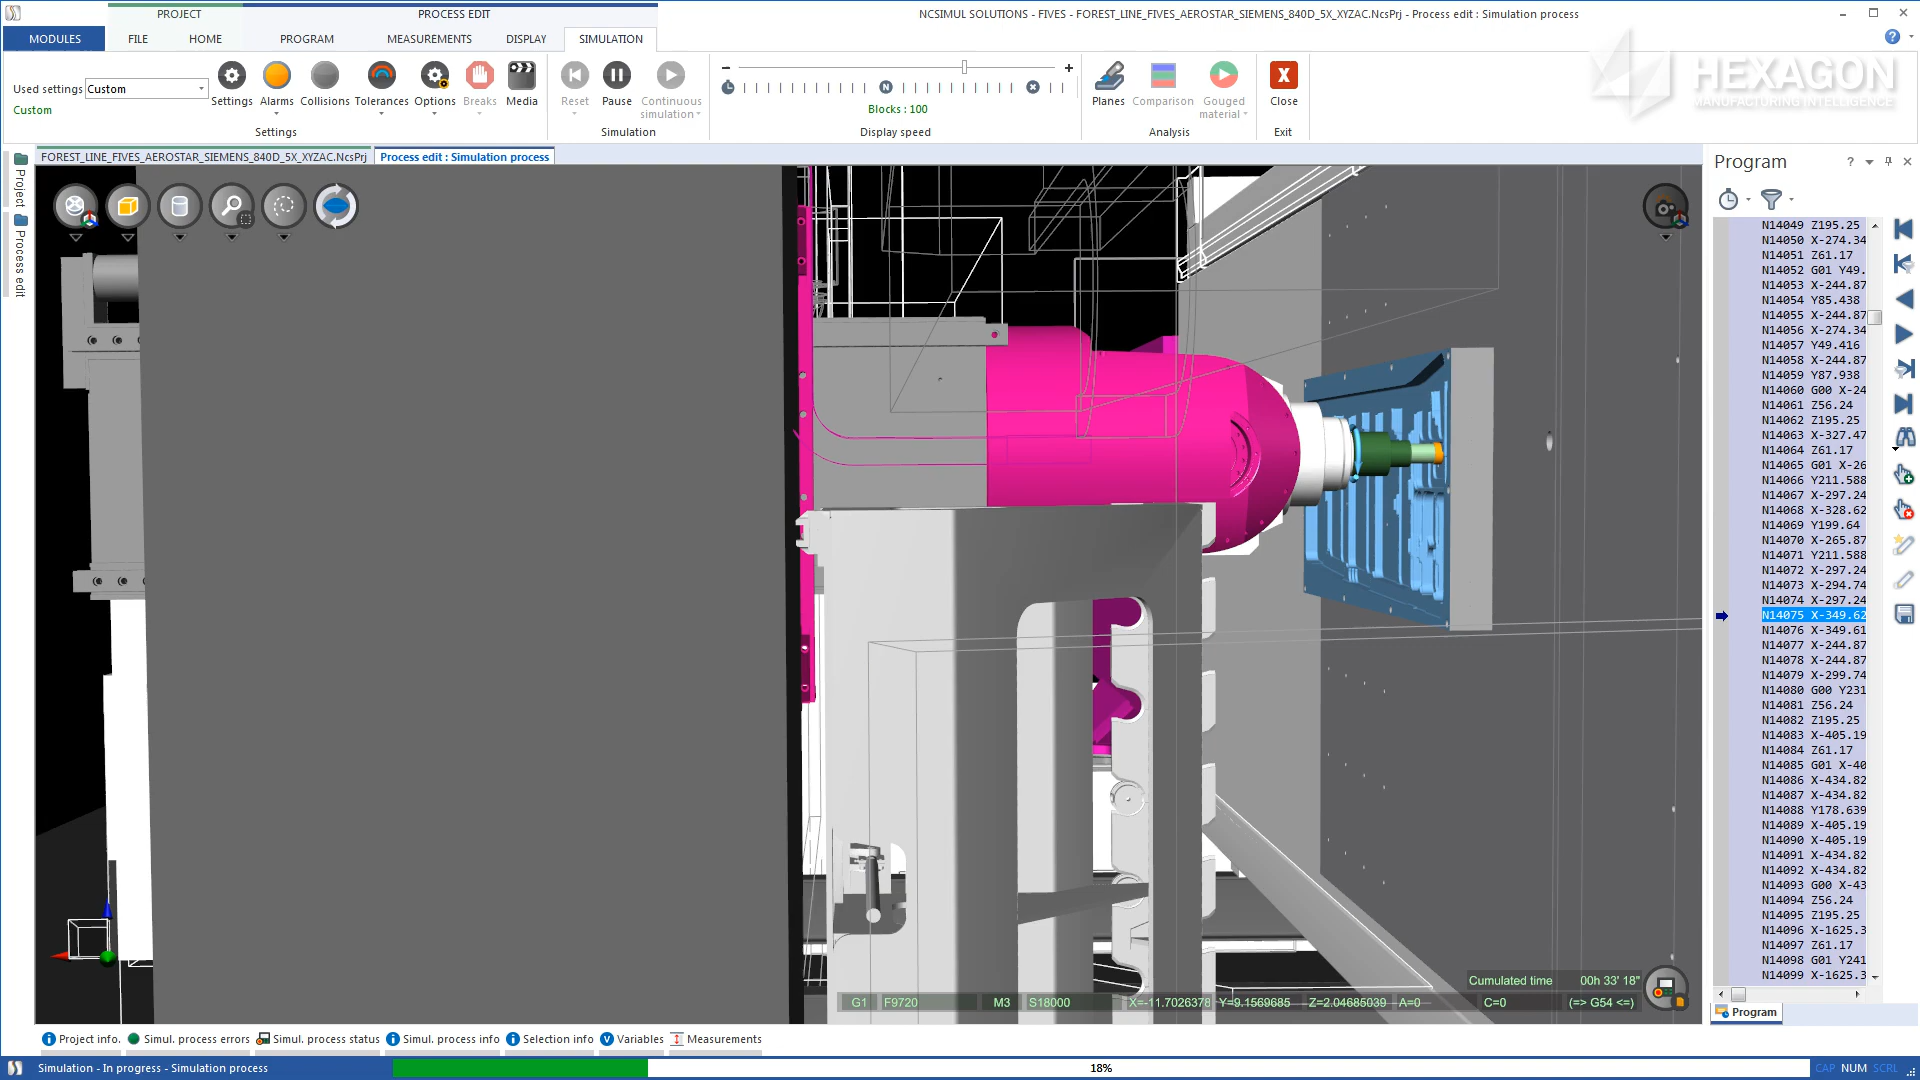 PROJECT
PROCESS EDIT
NCSIMUL SOLUTIONS - FIVES - FOREST_LINE_FIVES_AEROSTAR_SIEMENS_840D_5X_XYZAC.NcsPrj - Process edit : Simulation process
MODULES
FILE
HOME
PROGRAM
MEASUREMENTS
DISPLAY
SIMULATION
HEXAGON
MANUFACTURING INTELLIGENCE
Used settings
Custom
Custom
Settings
Alarms
Collisions
Tolerances
Options
Breaks
Media
Settings
Reset
Pause
Continuous
simulation
Simulation
N
Blocks : 100
Display speed
Planes
Comparison
Gouged
material
Analysis
Close
Exit
FOREST_LINE_FIVES_AEROSTAR_SIEMENS_840D_5X_XYZAC.NcsPrj
Process edit : Simulation process
Project
Process edit
Program
N14049 Z195.25
N14050 X-274.34
N14051 Z61.17
N14052 G01 Y49.
N14053 X-244.87
N14054 Y85.438
N14055 X-244.87
N14056 X-274.34
N14057 Y49.416
N14058 X-244.87
N14059 Y87.938
N14060 G00 X-24
N14061 Z56.24
N14062 Z195.25
N14063 X-327.47
N14064 Z61.17
N14065 G01 X-26
N14066 Y211.588
N14067 X-297.24
N14068 X-328.62
N14069 Y199.64
N14070 X-265.87
N14071 Y211.588
N14072 X-297.24
N14073 X-294.74
N14074 X-297.24
N14075 X-349.62
N14076 X-349.61
N14077 X-244.87
N14078 X-244.87
N14079 X-299.74
N14080 G00 Y231
N14081 Z56.24
N14082 Z195.25
N14083 X-405.19
N14084 Z61.17
N14085 G01 X-40
N14086 X-434.82
N14087 X-434.82
N14088 Y178.639
N14089 X-405.19
N14090 X-405.19
N14091 X-434.82
N14092 X-434.82
N14093 G00 X-43
N14094 Z56.24
N14095 Z195.25
N14096 X-1625.3
N14097 Z61.17
N14098 G01 Y241
N14099 X-1625.3
Program
Cumulated time 00h 33' 18"
G1 F9720 M3 S18000 X=-11.7026378 Y=9.1569685 Z=2.04685039 A=0 C=0 (=> G54 <=)
Project info.
Simul. process errors
Simul. process status
Simul. process info
Selection info
Variables
Measurements
Simulation - In progress - Simulation process
18%
CAP NUM SCRL